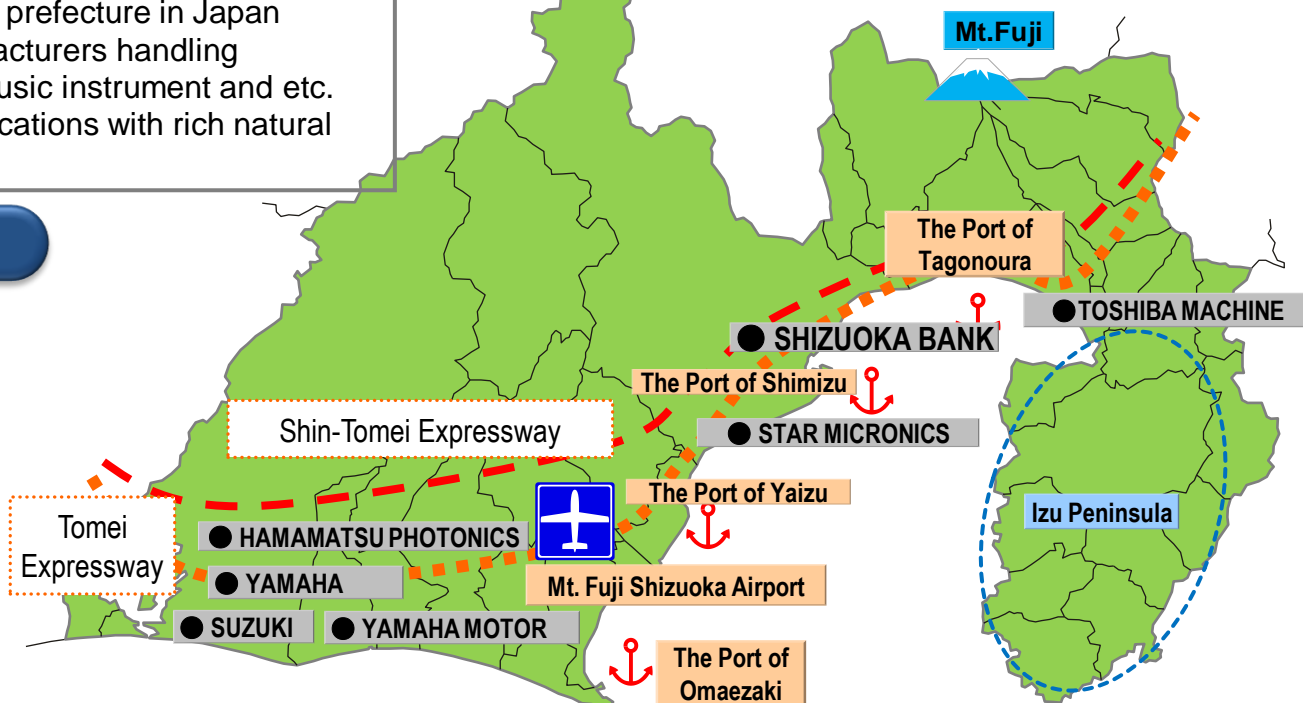 prefecture in Japan
acturers handling
usic instrument and etc.
cations with rich natural
Mt.Fuji
The Port of
Tagonoura
TOSHIBA MACHINE
SHIZUOKA BANK
The Port of Shimizu
Shin-Tomei Expressway
STAR MICRONICS
The Port of Yaizu
Izu Peninsula
Tomei
Expressway
HAMAMATSU PHOTONICS
YAMAHA
Mt. Fuji Shizuoka Airport
SUZUKI
YAMAHA MOTOR
The Port of
Omaezaki